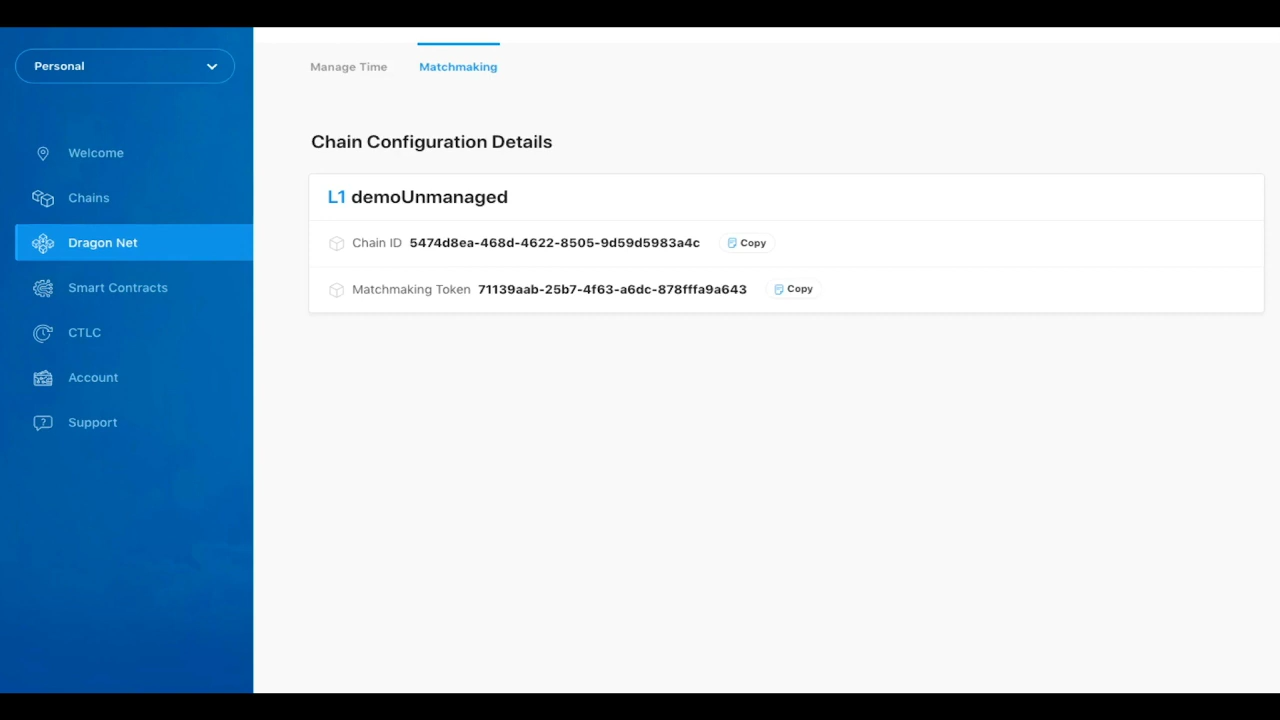 Personal
Manage Time Matchmaking
Welcome
Chains
Dragon Net
Smart Contracts
CTLC
Account
Support
Chain Configuration Details
L1 demoUnmanaged
Chain ID 5474d8ea-468d-4622-8505-9d59d5983a4c Copy
Matchmaking Token 71139aab-25b7-4f63-a6dc-878fffa9a643 Copy